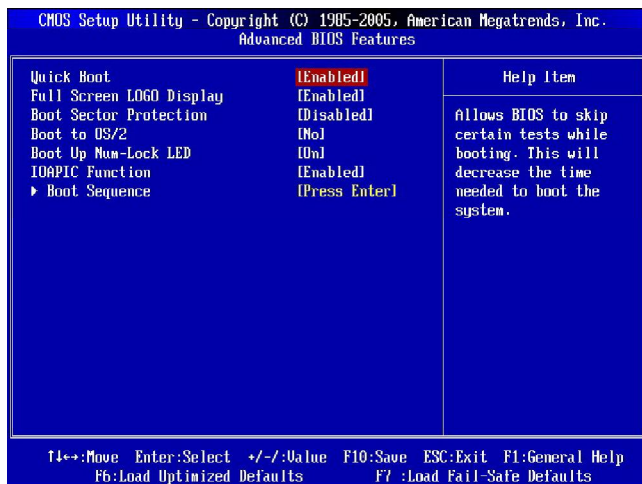 CMOS Setup Utility - Copyright (C) 1985-2005, American Megatrends, Inc.
Advanced BIOS Features
Quick Boot [Enabled]
Full Screen LOGO Display [Enabled]
Boot Sector Protection [Disabled]
Boot to OS/2 [No]
Boot Up Num-Lock LED [On]
IOAPIC Function [Enabled]
▶ Boot Sequence [Press Enter]
Help Item
Allows BIOS to skip
certain tests while
booting. This will
decrease the time
needed to boot the
system.
↑↓←→:Move Enter:Select +/-/:Value F10:Save ESC:Exit F1:General Help
F6:Load Optimized Defaults F7 :Load Fail-Safe Defaults